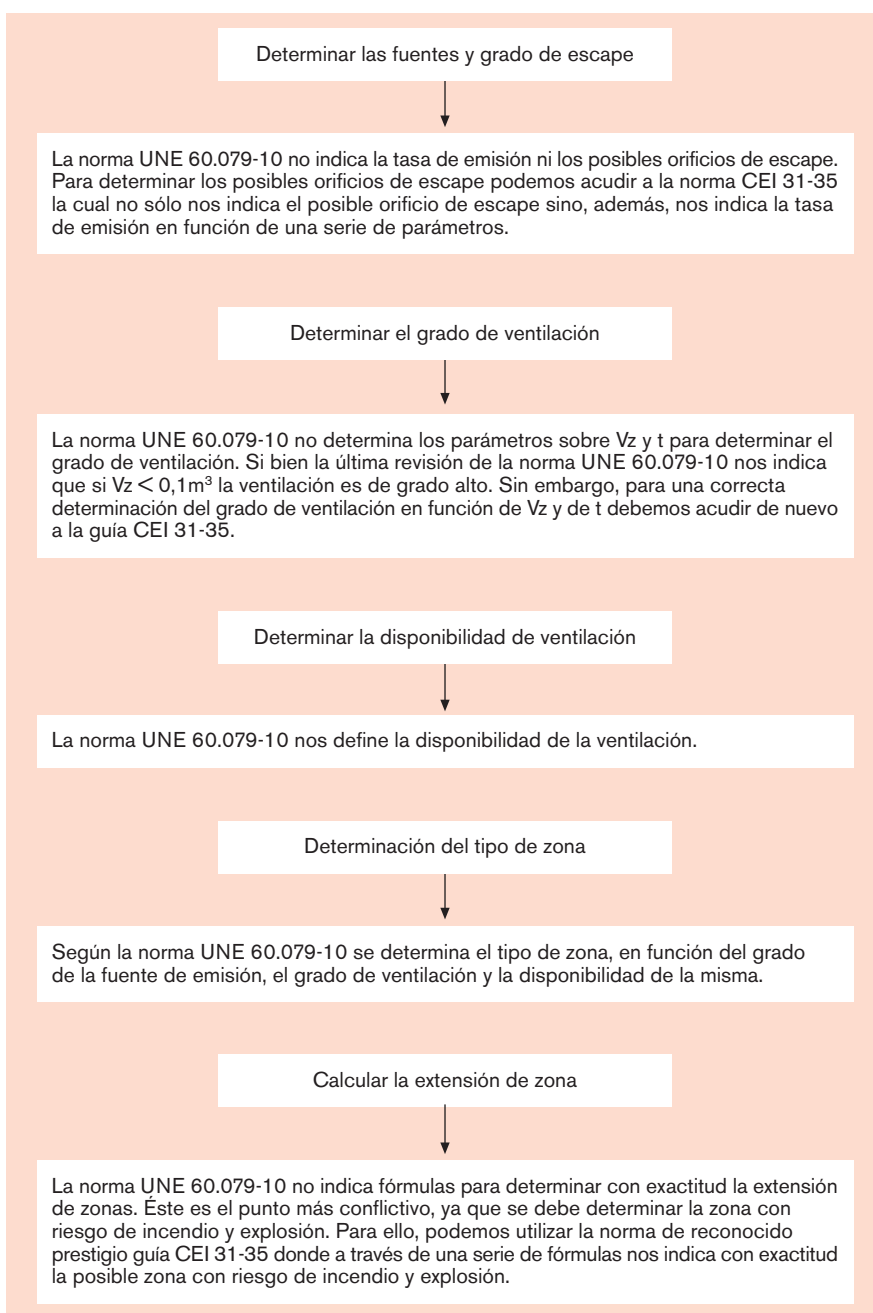 Determinar las fuentes y grado de escape
La norma UNE 60.079-10 no indica la tasa de emisión ni los posibles orificios de escape.
Para determinar los posibles orificios de escape podemos acudir a la norma CEI 31-35
la cual no sólo nos indica el posible orificio de escape sino, además, nos indica la tasa
de emisión en función de una serie de parámetros.
Determinar el grado de ventilación
La norma UNE 60.079-10 no determina los parámetros sobre Vz y t para determinar el
grado de ventilación. Si bien la última revisión de la norma UNE 60.079-10 nos indica
que si Vz < 0,1m³ la ventilación es de grado alto. Sin embargo, para una correcta
determinación del grado de ventilación en función de Vz y de t debemos acudir de nuevo
a la guía CEI 31-35.
Determinar la disponibilidad de ventilación
La norma UNE 60.079-10 nos define la disponibilidad de la ventilación.
Determinación del tipo de zona
Según la norma UNE 60.079-10 se determina el tipo de zona, en función del grado
de la fuente de emisión, el grado de ventilación y la disponibilidad de la misma.
Calcular la extensión de zona
La norma UNE 60.079-10 no indica fórmulas para determinar con exactitud la extensión
de zonas. Éste es el punto más conflictivo, ya que se debe determinar la zona con
riesgo de incendio y explosión. Para ello, podemos utilizar la norma de reconocido
prestigio guía CEI 31-35 donde a través de una serie de fórmulas nos indica con exactitud
la posible zona con riesgo de incendio y explosión.